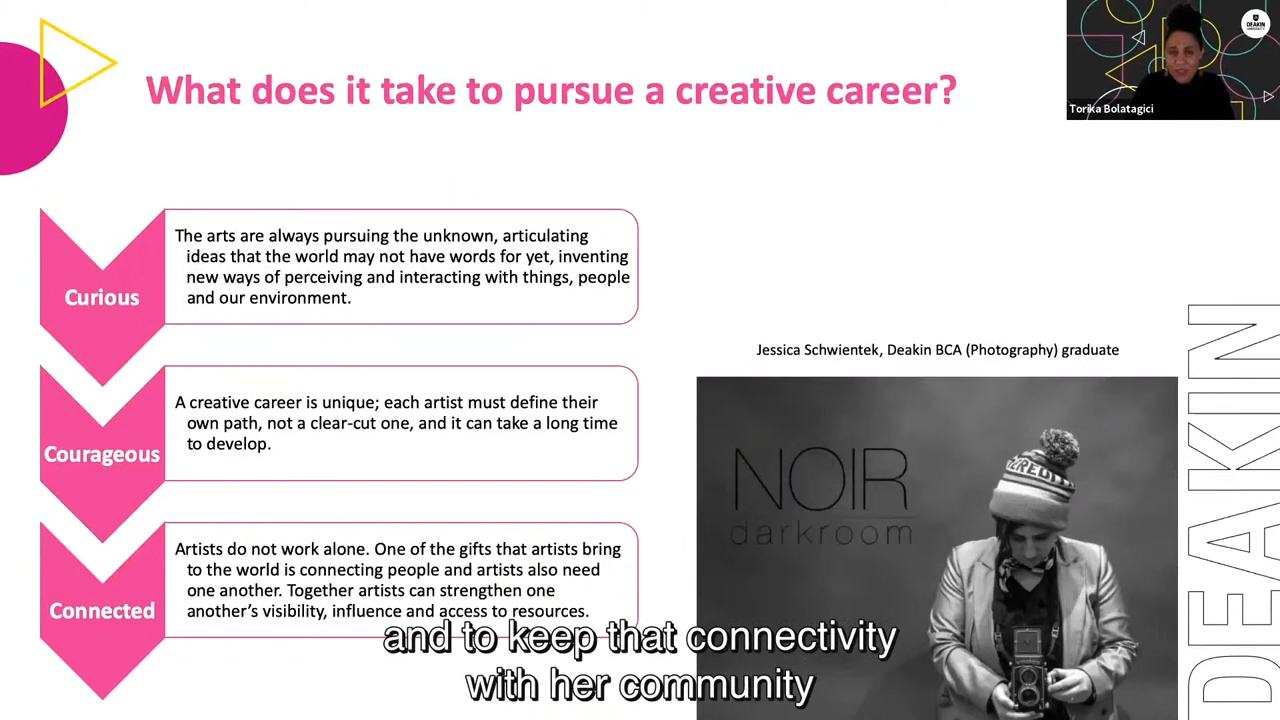 What does it take to pursue a creative career?
DEAKIN
UNIVERSITY
Torika Bolatagici
Curious
The arts are always pursuing the unknown, articulating
ideas that the world may not have words for yet, inventing
new ways of perceiving and interacting with things, people
and our environment.
Courageous
A creative career is unique; each artist must define their
own path, not a clear-cut one, and it can take a long time
to develop.
Connected
Artists do not work alone. One of the gifts that artists bring
to the world is connecting people and artists also need
one another. Together artists can strengthen one
another's visibility, influence and access to resources.
Jessica Schwientek, Deakin BCA (Photography) graduate
NOIR
darkroom
DEAKIN
and to keep that connectivity
with her community